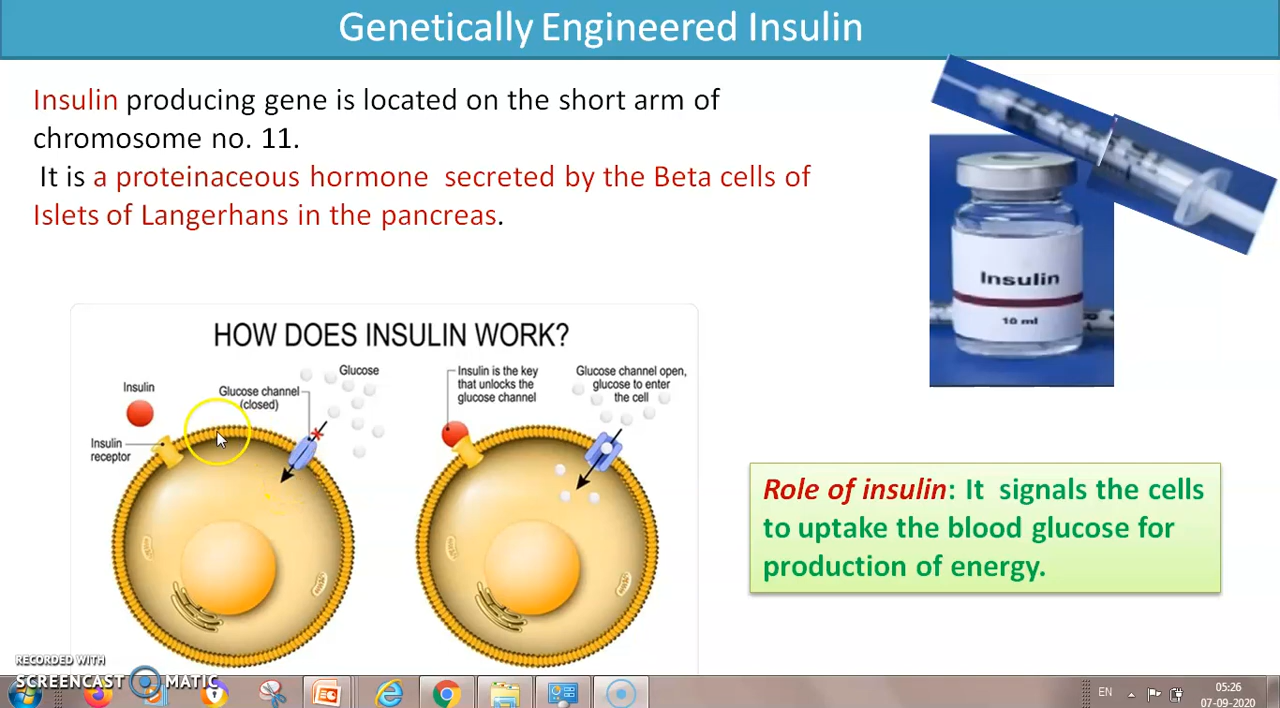 Genetically Engineered Insulin
Insulin producing gene is located on the short arm of
chromosome no. 11.
It is a proteinaceous hormone secreted by the Beta cells of
Islets of Langerhans in the pancreas.
Insulin
10 ml
HOW DOES INSULIN WORK?
Insulin
Glucose channel
(closed)
Glucose
Insulin
receptor
Insulin is the key
that unlocks the
glucose channel
Glucose channel open,
glucose to enter
the cell
Role of insulin: It signals the cells
to uptake the blood glucose for
production of energy.
RECORDED WITH
SCREENCAST MATIC
EN
05:26
07-09-2020